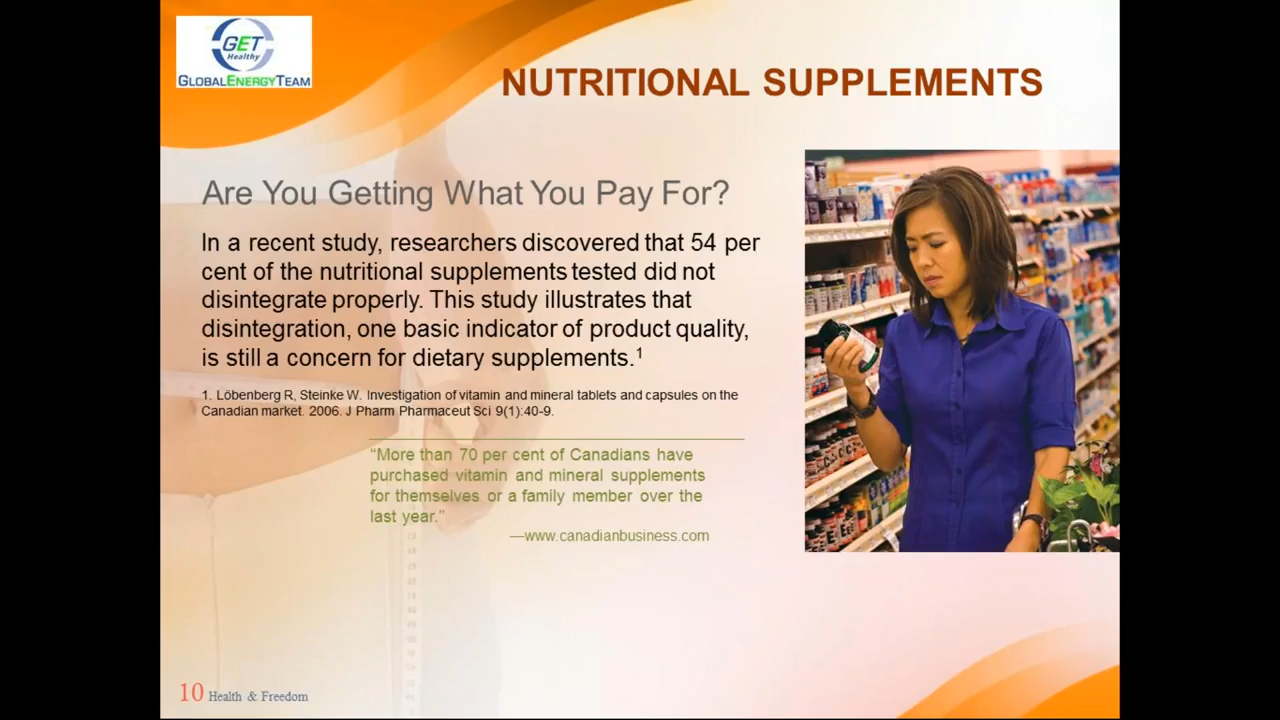 GET
Healthy
GLOBALENERGYTEAM
NUTRITIONAL SUPPLEMENTS
Are You Getting What You Pay For?
In a recent study, researchers discovered that 54 per
cent of the nutritional supplements tested did not
disintegrate properly. This study illustrates that
disintegration, one basic indicator of product quality,
is still a concern for dietary supplements.1
1. Löbenberg R, Steinke W. Investigation of vitamin and mineral tablets and capsules on the
Canadian market. 2006. J Pharm Pharmaceut Sci 9(1):40-9.
“More than 70 per cent of Canadians have
purchased vitamin and mineral supplements
for themselves or a family member over the
last year.”
—www.canadianbusiness.com
10 Health & Freedom